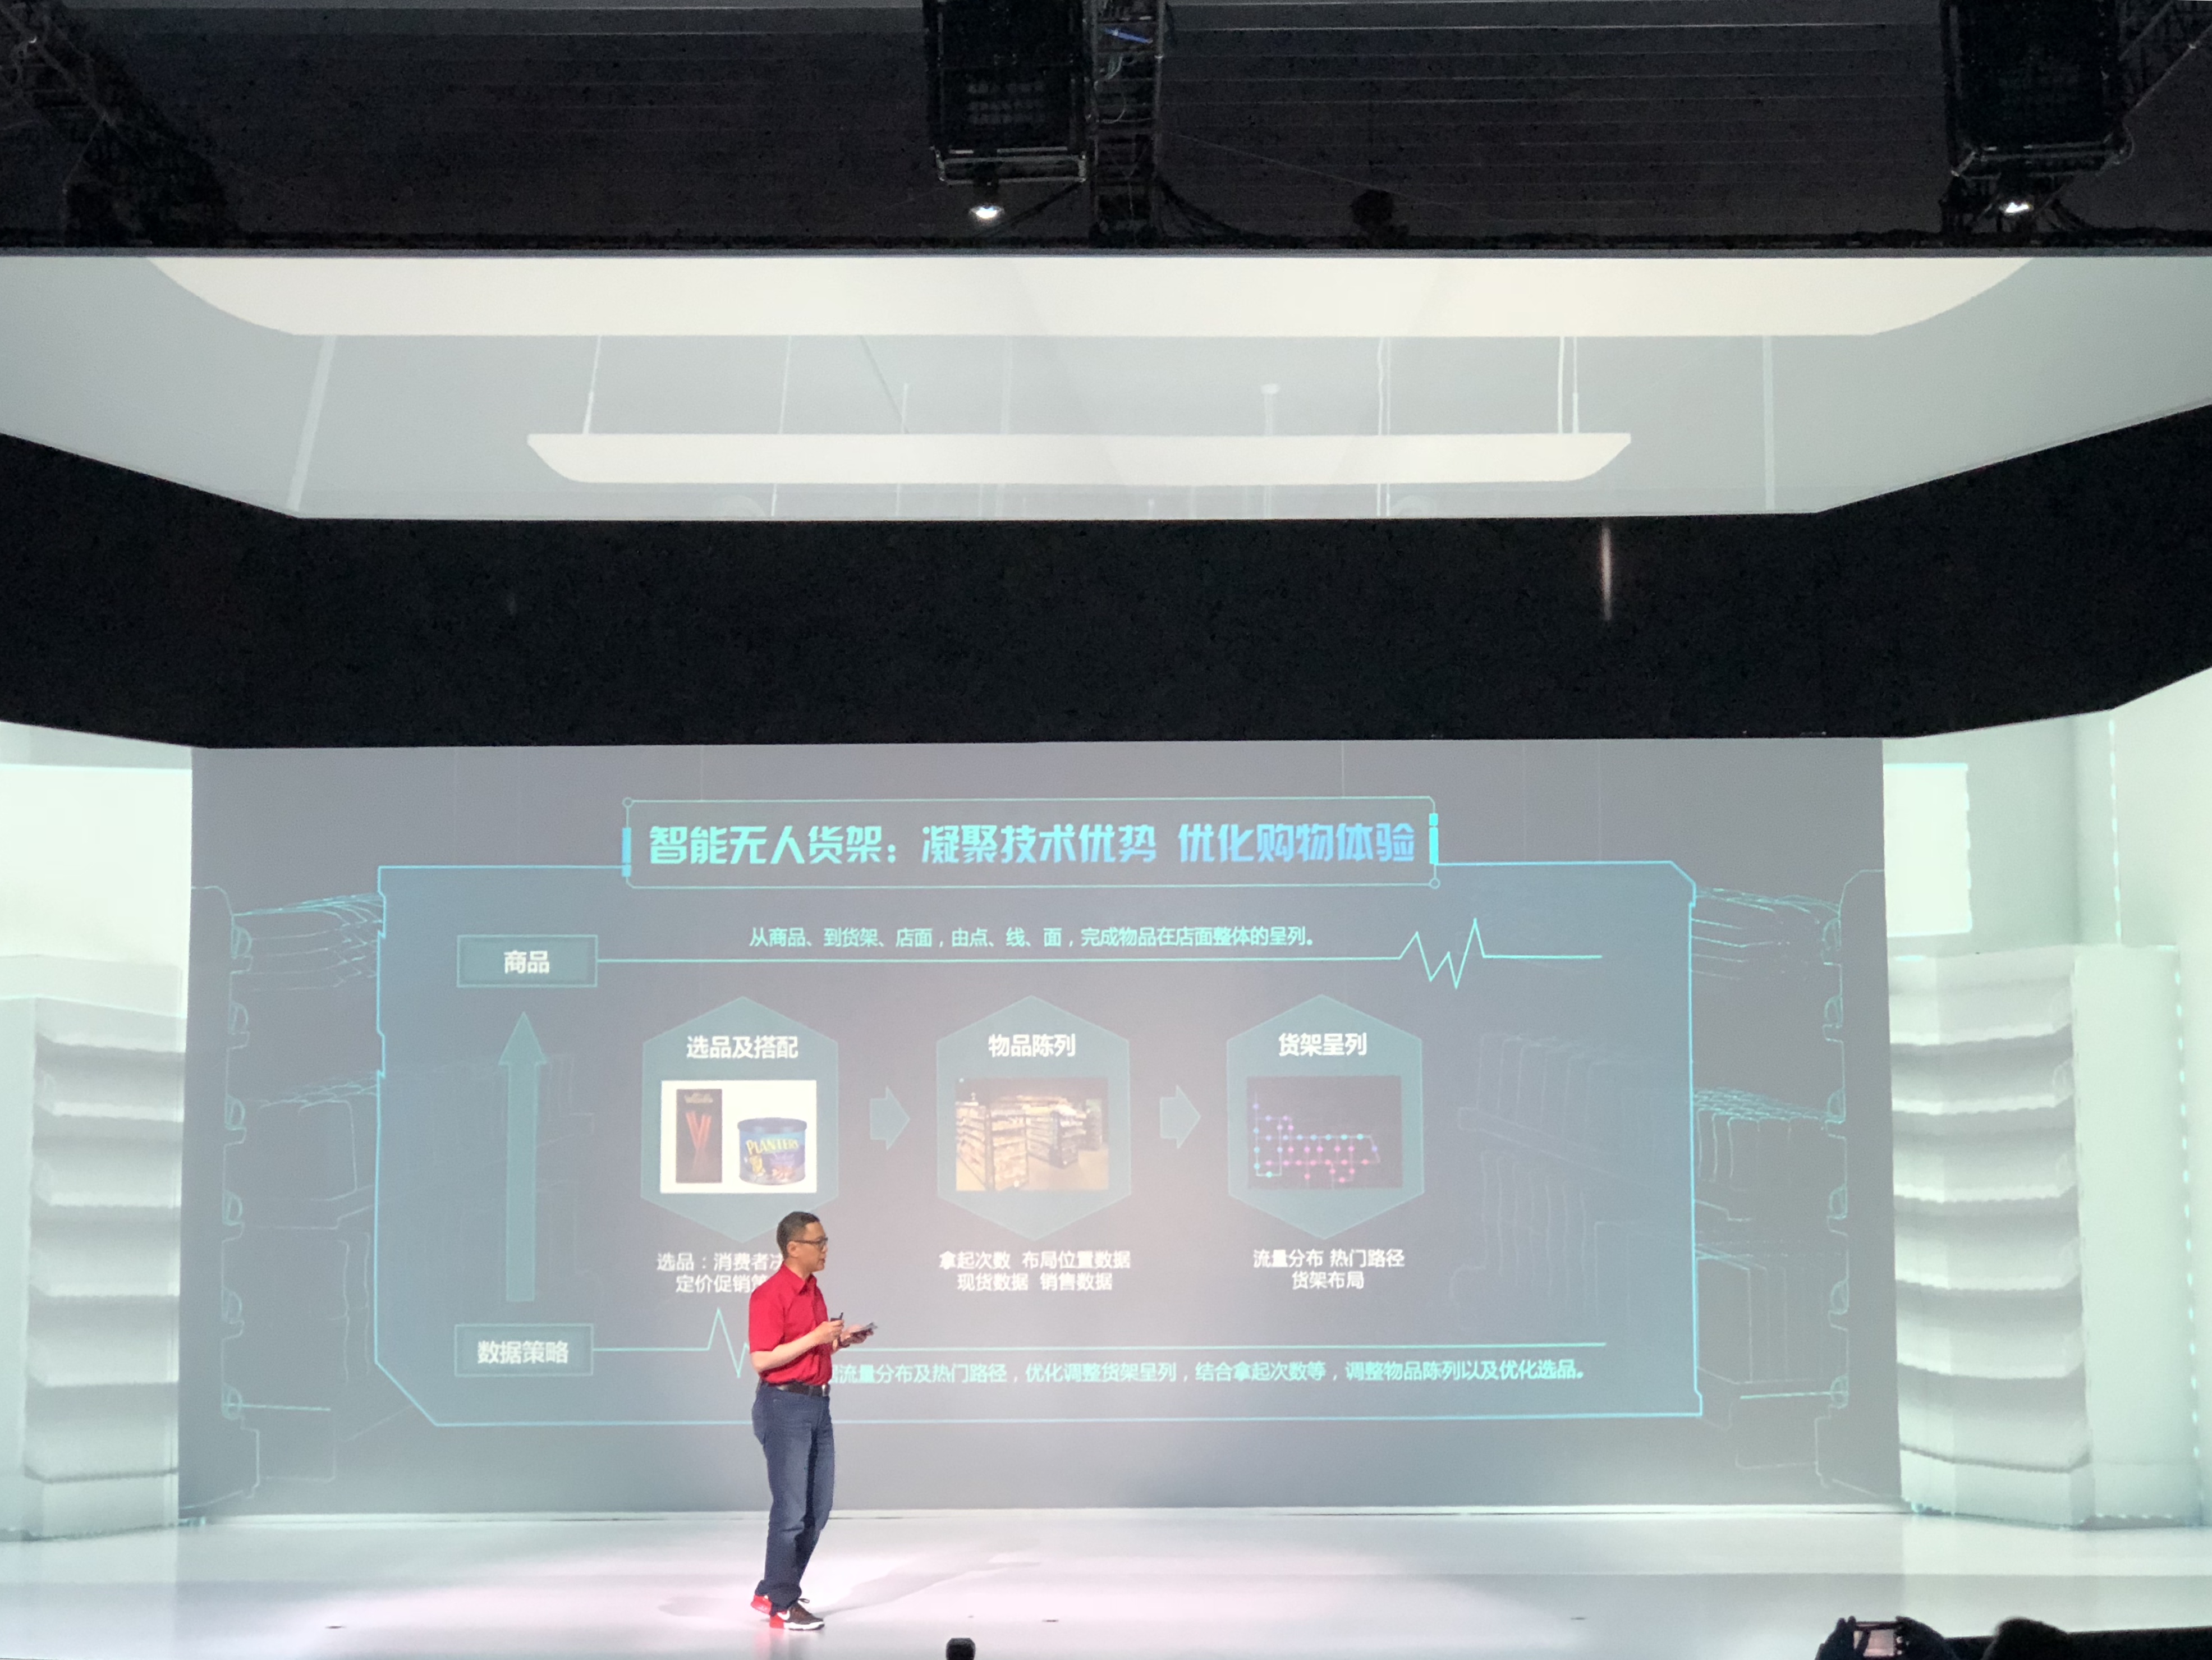 智能无人货架：凝聚技术优势 优化购物体验
从商品、到货架、店面，由点、线、面，完成物品在店面整体的呈列。
商品
选品及搭配
物品陈列
货架呈列
PLANTERS
选品：消费者
定价促销
拿起次数 布局位置数据
现货数据 销售数据
流量分布 热门路径
货架布局
数据策略
流量分布及热门路径，优化调整货架呈列，结合拿起次数等，调整物品陈列以及优化选品。